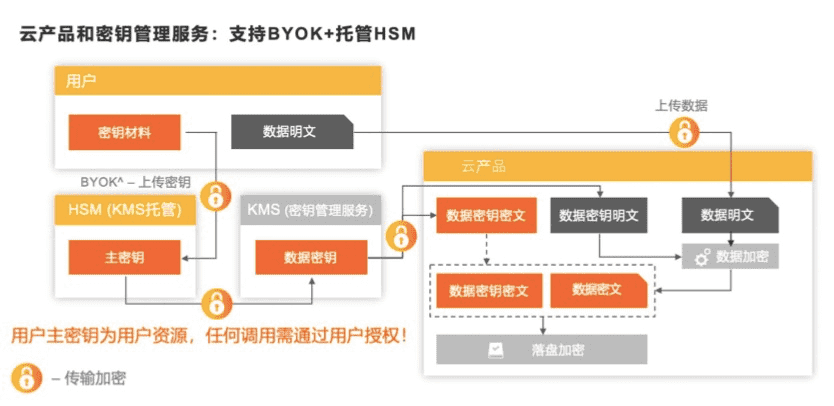 云产品和密钥管理服务：支持BYOK+托管HSM
用户
密钥材料
数据明文
上传数据
BYOK^ – 上传密钥
云产品
HSM (KMS托管)
KMS (密钥管理服务)
数据密钥密文
数据密钥明文
数据明文
主密钥
数据密钥
数据加密
数据密钥密文
数据密文
用户主密钥为用户资源，任何调用需通过用户授权！
落盘加密
– 传输加密